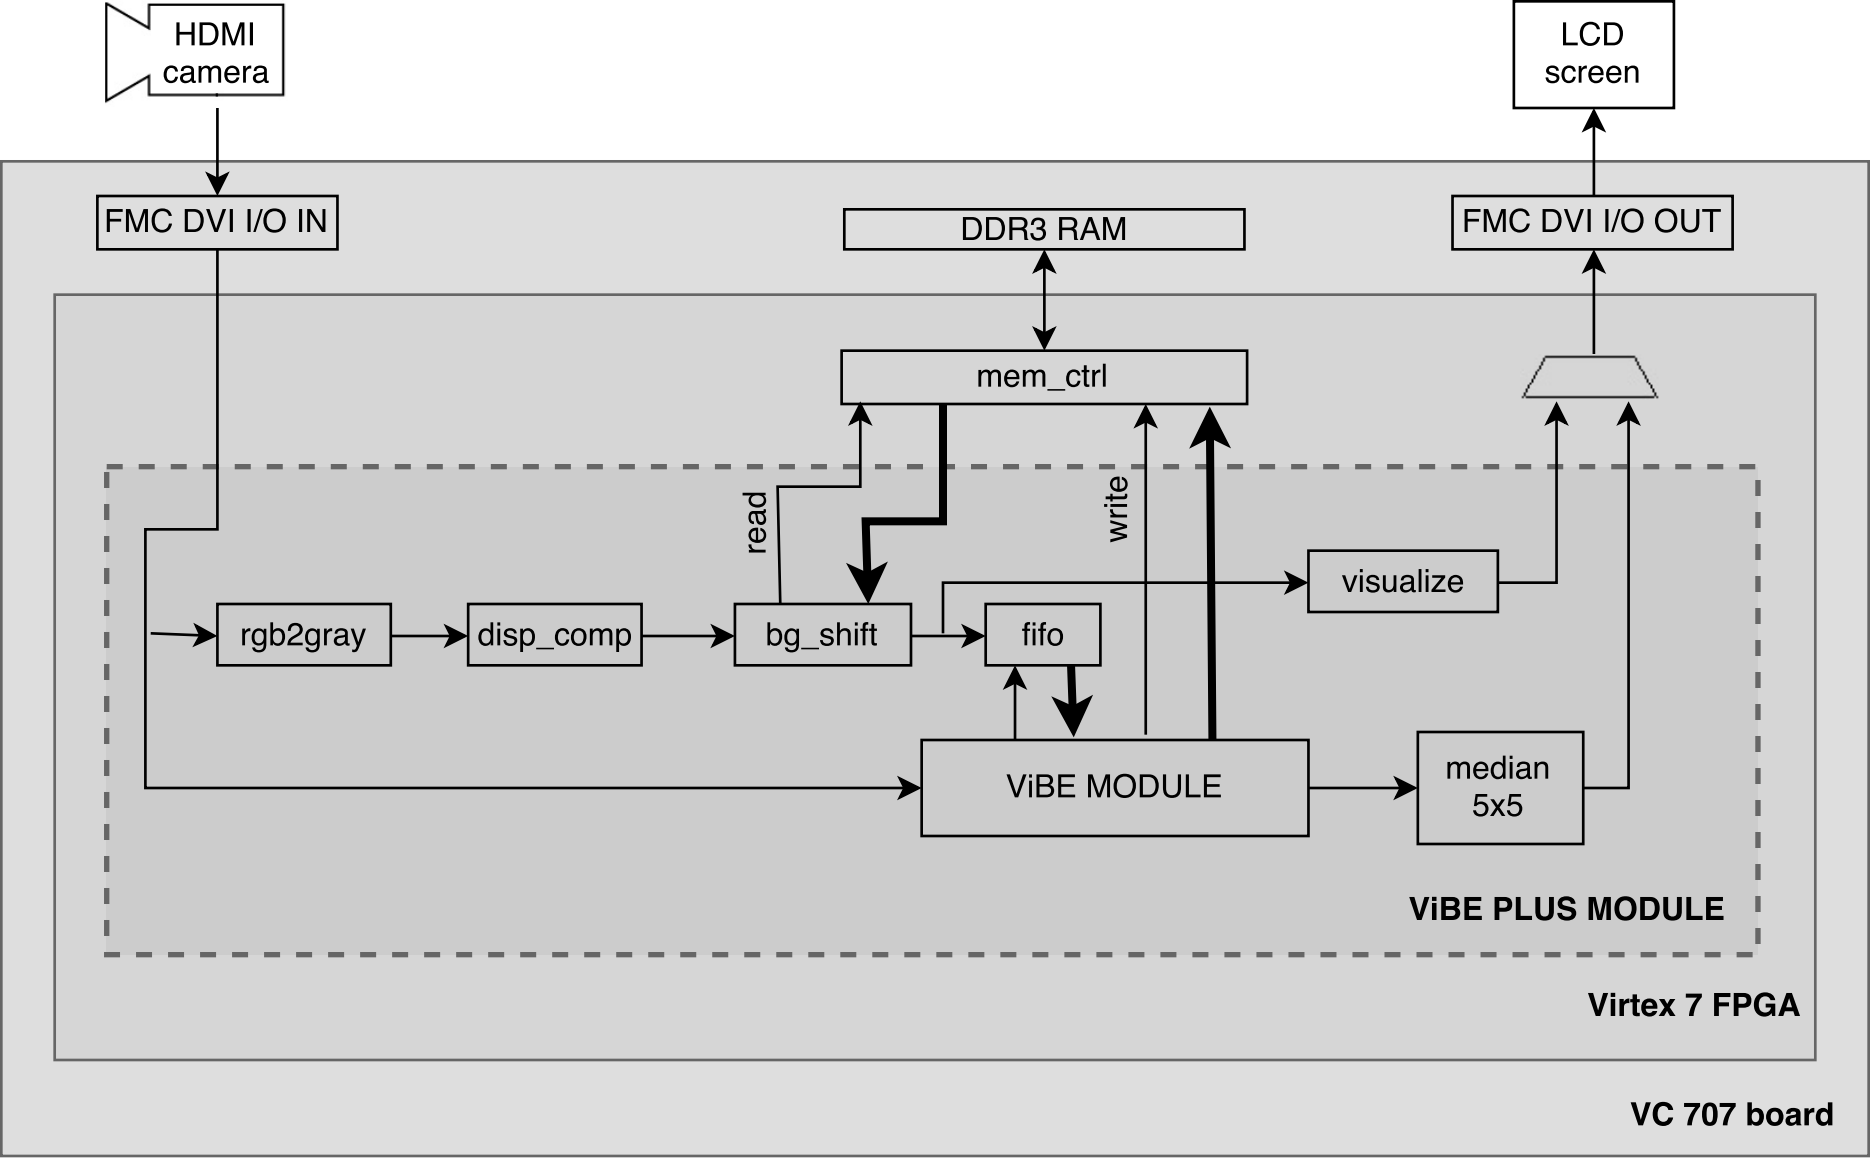 HDMI
camera
LCD
screen
FMC DVI I/O IN
DDR3 RAM
FMC DVI I/O OUT
mem_ctrl
read
write
visualize
rgb2gray
disp_comp
bg_shift
fifo
ViBE MODULE
median
5x5
ViBE PLUS MODULE
Virtex 7 FPGA
VC 707 board